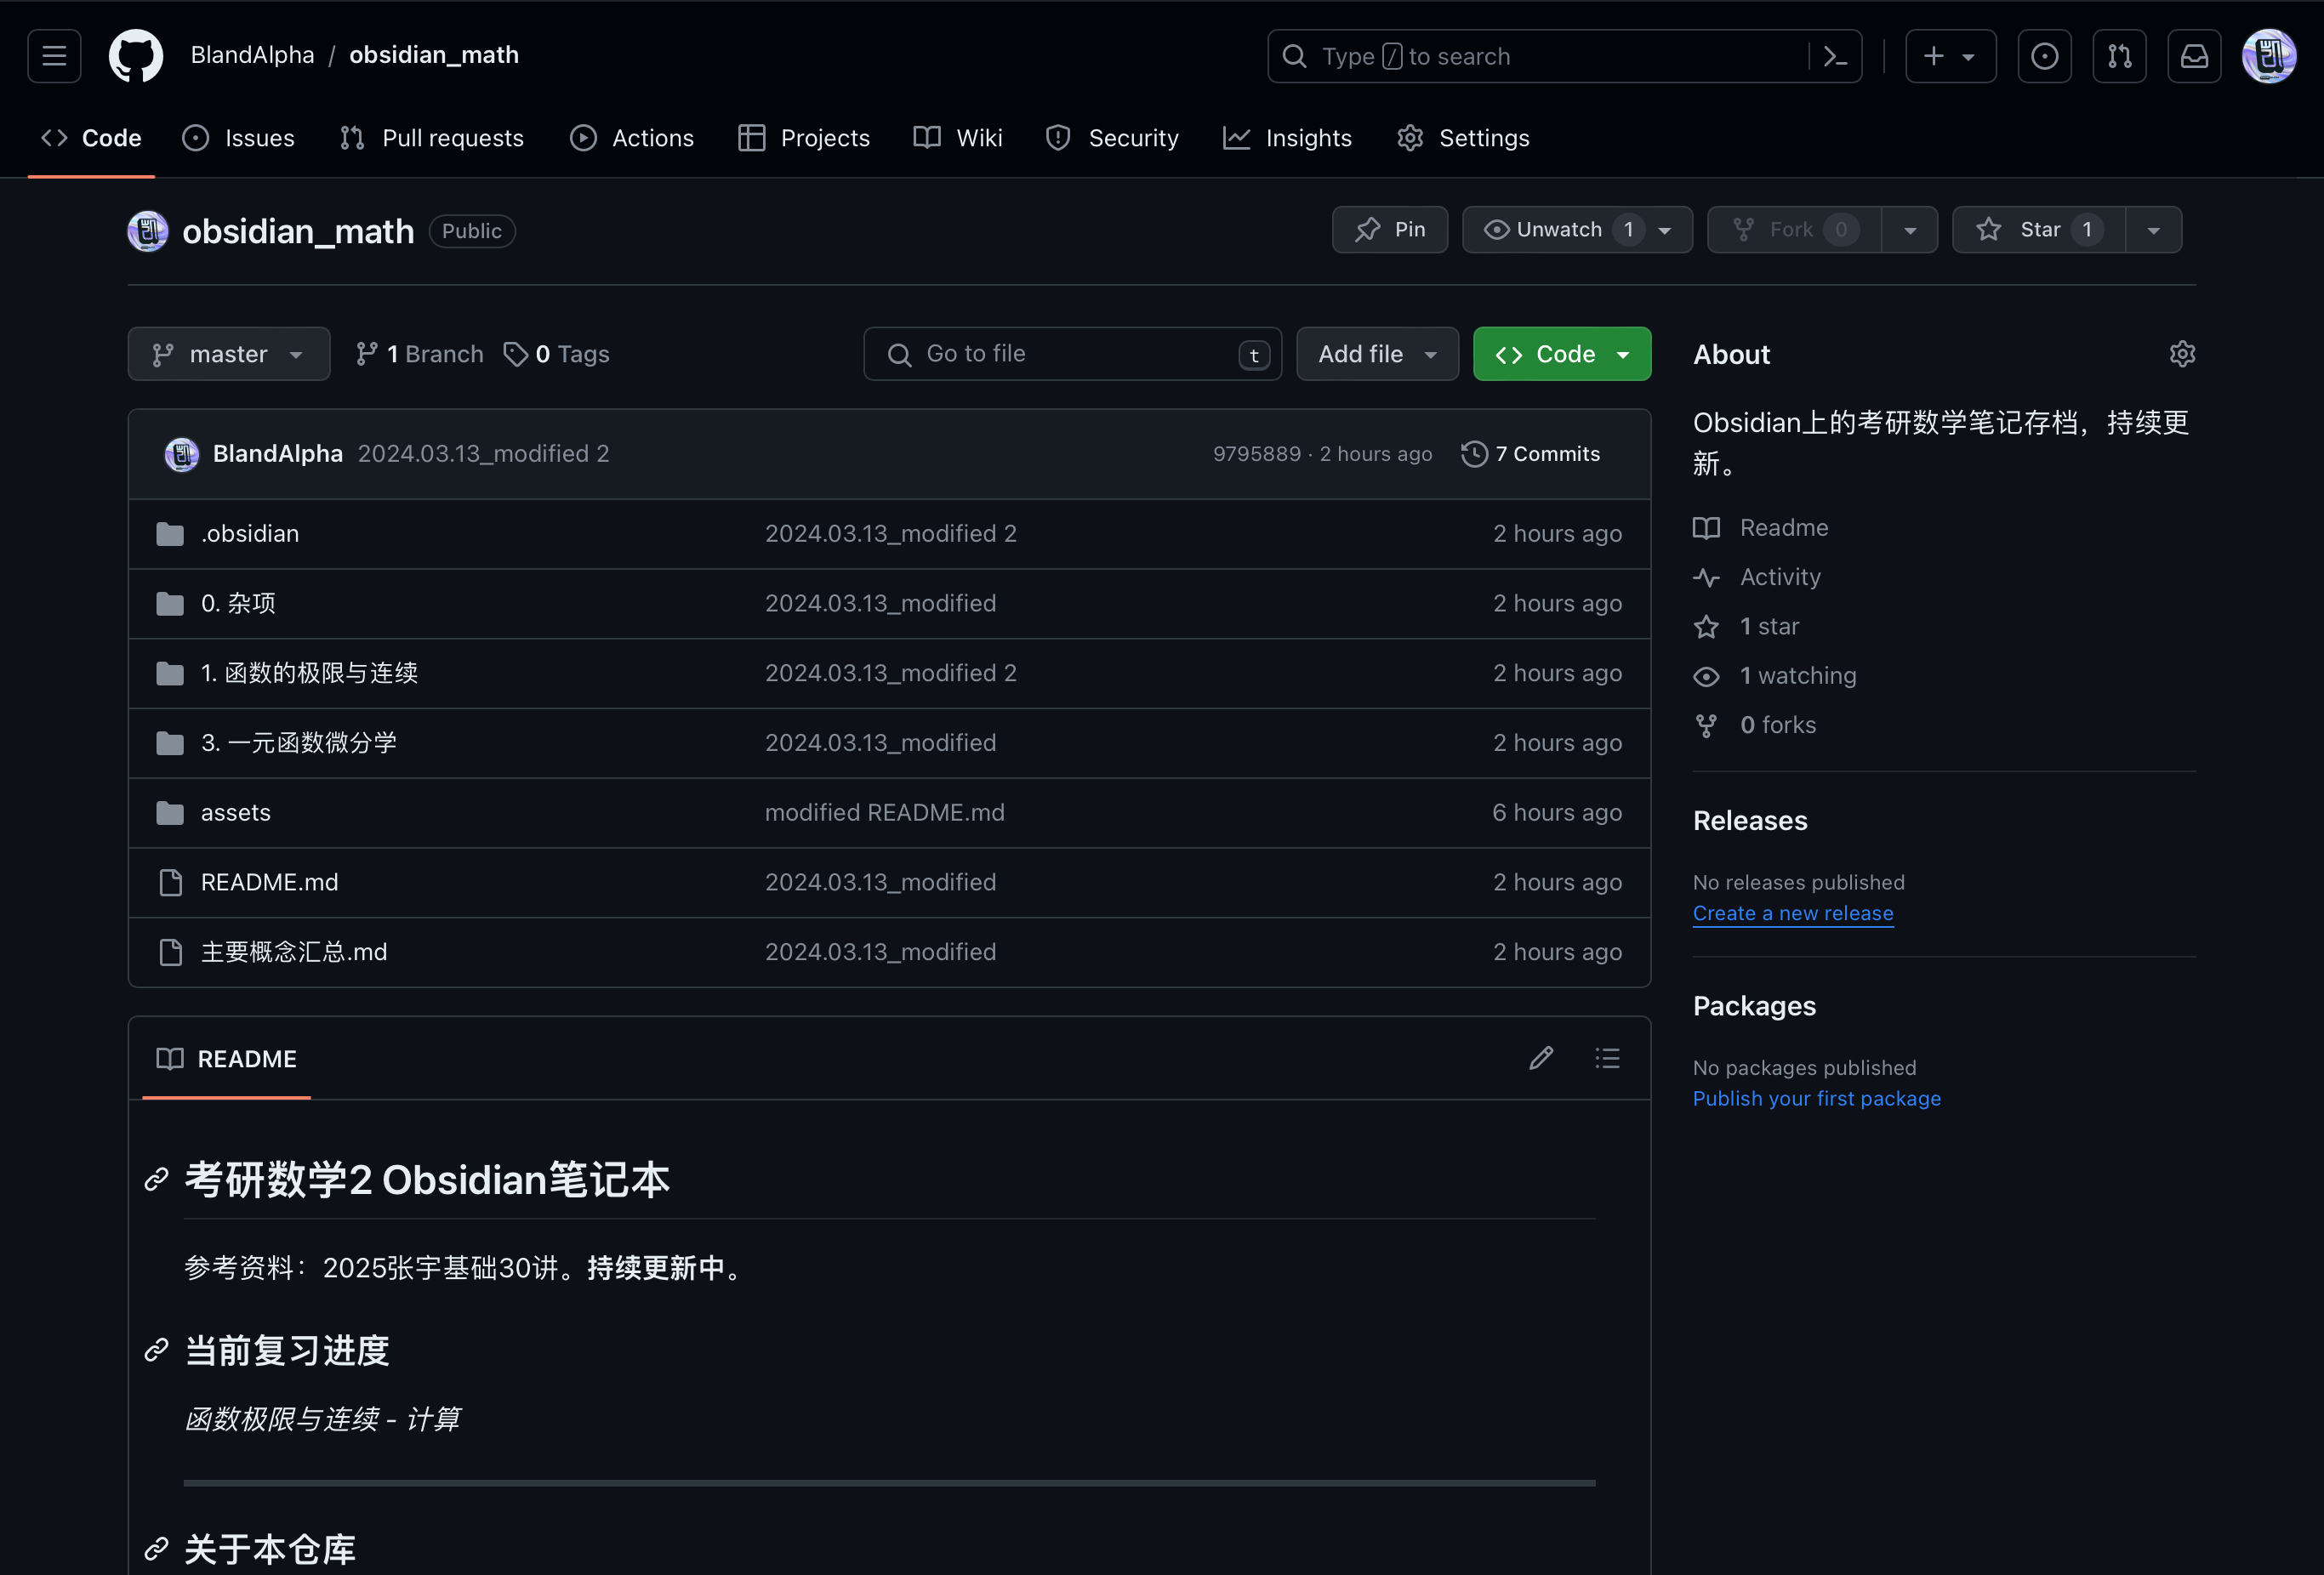 BlandAlpha / obsidian_math
Type / to search
Code Issues Pull requests Actions Projects Wiki Security Insights Settings
obsidian_math Public
Pin Unwatch 1 Fork 0 Star 1
master 1 Branch 0 Tags Go to file t Add file Code
BlandAlpha 2024.03.13_modified 2 9795889 · 2 hours ago 7 Commits
.obsidian 2024.03.13_modified 2 2 hours ago
0. 杂项 2024.03.13_modified 2 hours ago
1. 函数的极限与连续 2024.03.13_modified 2 2 hours ago
3. 一元函数微分学 2024.03.13_modified 2 hours ago
assets modified README.md 6 hours ago
README.md 2024.03.13_modified 2 hours ago
主要概念汇总.md 2024.03.13_modified 2 hours ago
README
考研数学2 Obsidian笔记本
参考资料：2025张宇基础30讲。持续更新中。
当前复习进度
函数极限与连续 - 计算
关于本仓库
About
Obsidian上的考研数学笔记存档，持续更
新。
Readme
Activity
1 star
1 watching
0 forks
Releases
No releases published
Create a new release
Packages
No packages published
Publish your first package